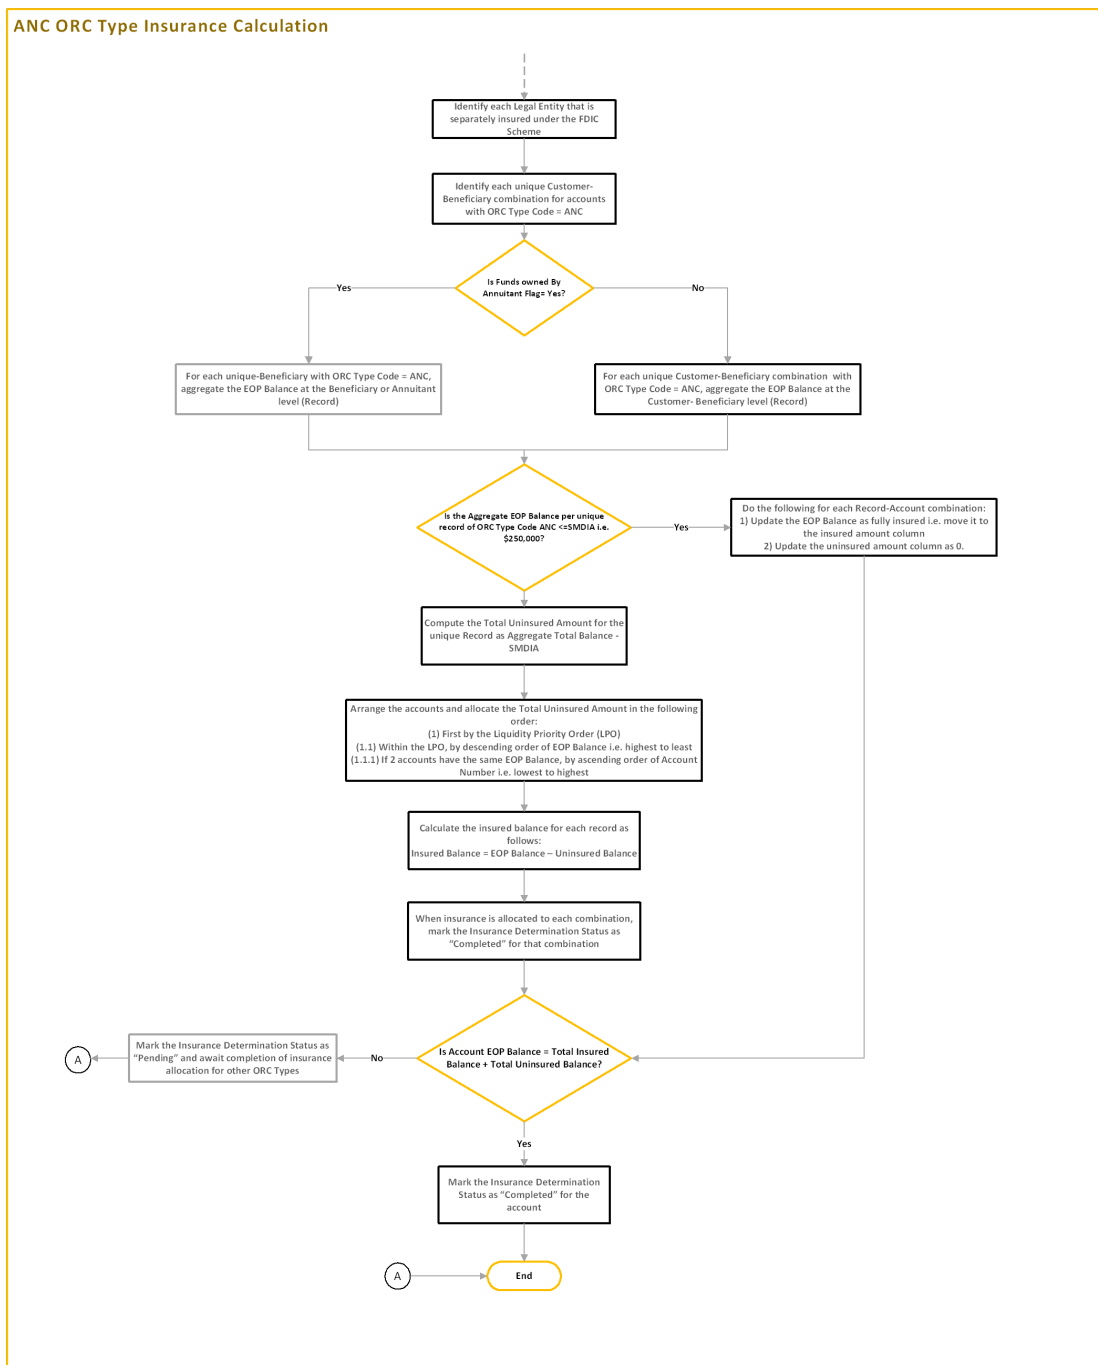 ANC ORC Type Insurance Calculation
Identify each Legal Entity that is
separately insured under the FDIC
Scheme
Identify each unique Customer-
Beneficiary combination for accounts
with ORC Type Code = ANC
Is Funds owned By
Annuitant Flag= Yes?
Yes
No
For each unique-Beneficiary with ORC Type Code = ANC,
aggregate the EOP Balance at the Beneficiary or Annuitant
level (Record)
For each unique Customer-Beneficiary combination  with
ORC Type Code = ANC, aggregate the EOP Balance at the
Customer- Beneficiary level (Record)
Is the Aggregate EOP Balance per unique
record of ORC Type Code ANC <=SMDIA i.e.
$250,000?
Yes
Do the following for each Record-Account combination:
1) Update the EOP Balance as fully insured i.e. move it to
the insured amount column
2) Update the uninsured amount column as 0.
Compute the Total Uninsured Amount for the
unique Record as Aggregate Total Balance -
SMDIA
Arrange the accounts and allocate the Total Uninsured Amount in the following
order:
(1) First by the Liquidity Priority Order (LPO)
(1.1) Within the LPO, by descending order of EOP Balance i.e. highest to least
(1.1.1) If 2 accounts have the same EOP Balance, by ascending order of Account
Number i.e. lowest to highest
Calculate the insured balance for each record as
follows:
Insured Balance = EOP Balance – Uninsured Balance
When insurance is allocated to each combination,
mark the Insurance Determination Status as
“Completed” for that combination
Is Account EOP Balance = Total Insured
Balance + Total Uninsured Balance?
No
Mark the Insurance Determination Status as
“Pending” and await completion of insurance
allocation for other ORC Types
A
Yes
Mark the Insurance Determination
Status as “Completed” for the
account
A
End